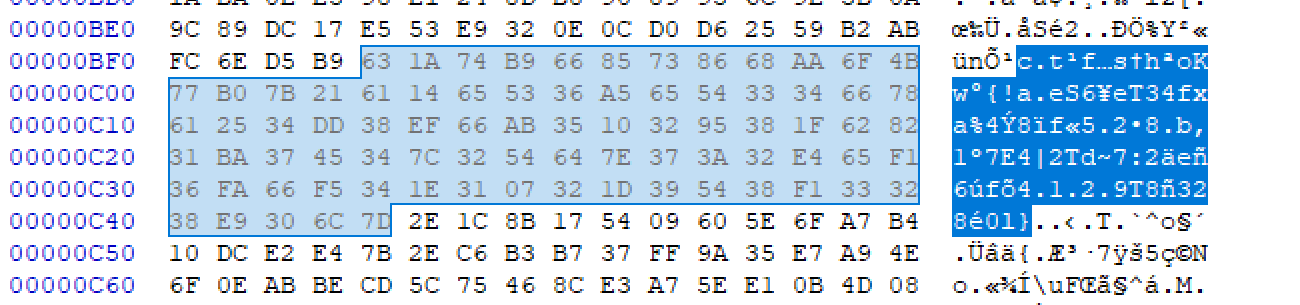 00000BE0 9C 89 DC 17 E5 53 E9 32 0E 0C D0 D6 25 59 B2 AB œ‰Ü.åSé2..ÐÖ%Y²«
00000BF0 FC 6E D5 B9 63 1A 74 B9 66 85 73 86 68 AA 6F 4B ünÕ¹c.t¹f…s†hªoK
00000C00 77 B0 7B 21 61 14 65 53 36 A5 65 54 33 34 66 78 w°{!a.eS6¥eT34fx
00000C10 61 25 34 DD 38 EF 66 AB 35 10 32 95 38 1F 62 82 a%4Ý8ïf«5.2•8.b‚
00000C20 31 BA 37 45 34 7C 32 54 64 7E 37 3A 32 E4 65 F1 1º7E4|2Td~7:2äeñ
00000C30 36 FA 66 F5 34 1E 31 07 32 1D 39 54 38 F1 33 32 6úfõ4.1.2.9T8ñ32
00000C40 38 E9 30 6C 7D 2E 1C 8B 17 54 09 60 5E 6F A7 B4 8é0l}..‹.T.`^o§´
00000C50 10 DC E2 E4 7B 2E C6 B3 B7 37 FF 9A 35 E7 A9 4E .Üâä{.Æ³·7ÿš5ç©N
00000C60 6F 0E AB BE CD 5C 75 46 8C E3 A7 5E E1 0B 4D 08 o.«¾Í\uFŒã§^á.M.